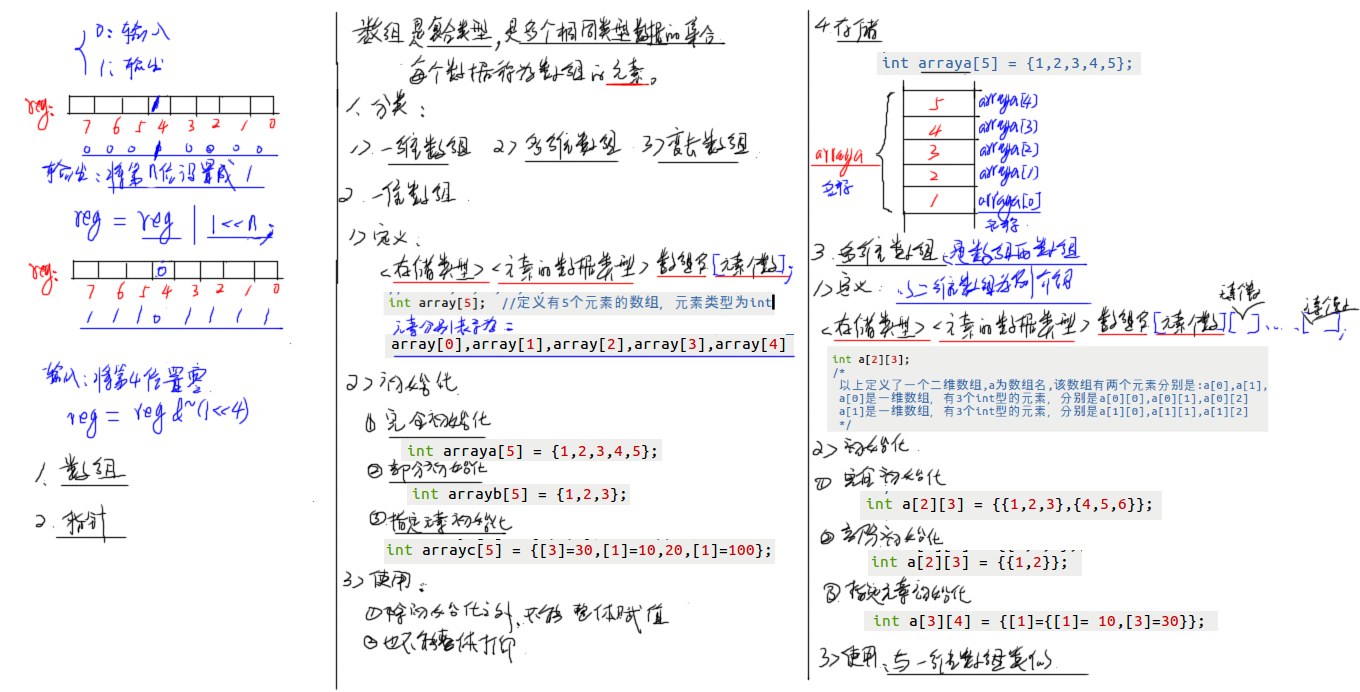 0: 输入
1: 输出
reg:
7 6 5 4 3 2 1 0
0 0 0 1 0 0 0 0
输出:将第n位设置成1
reg = reg | 1<<n;
reg:
0
7 6 5 4 3 2 1 0
1 1 1 0 1 1 1 1
输入:将第4位置零
reg = reg &~(1<<4)
1. 数组
2. 指针
数组是复合类型,是多个相同类型数据的集合.
每个数据称为数组的元素。
1. 分类:
1> 一维数组 2> 多维数组 3> 变长数组
2. 一维数组
1> 定义:
<存储类型><元素的数据类型> 数组名[元素个数];
int array[5]; //定义有5个元素的数组, 元素类型为int
元素分别表示为:
array[0],array[1],array[2],array[3],array[4]
2> 初始化
① 完全初始化
int arraya[5] = {1,2,3,4,5};
② 部分初始化
int arrayb[5] = {1,2,3};
③ 指定元素初始化
int arrayc[5] = {[3]=30,[1]=10,20,[1]=100};
3> 使用:
① 除初始化之外,不能整体赋值
② 也不能整体打印
4. 存储
int arraya[5] = {1,2,3,4,5};
5 arraya[4]
4 arraya[3]
arraya 3 arraya[2]
2 arraya[1]
1 arraya[0]
3. 多维数组:是数组的数组
1> 定义: 以二维数组为例介绍
元素个数 元素个数
<存储类型><元素的数据类型> 数组名[元素个数][ ]....[ ];
int a[2][3];
/*
以上定义了一个二维数组,a为数组名,该数组有两个元素分别是:a[0],a[1],
a[0]是一维数组, 有3个int型的元素, 分别是a[0][0],a[0][1],a[0][2]
a[1]是一维数组, 有3个int型的元素, 分别是a[1][0],a[1][1],a[1][2]
*/
2> 初始化
① 完全初始化
int a[2][3] = {{1,2,3},{4,5,6}};
② 部分初始化
int a[2][3] = {{1,2}};
③ 指定元素初始化
int a[3][4] = {[1]={[1]= 10,[3]=30}};
3> 使用:与一维数组类似